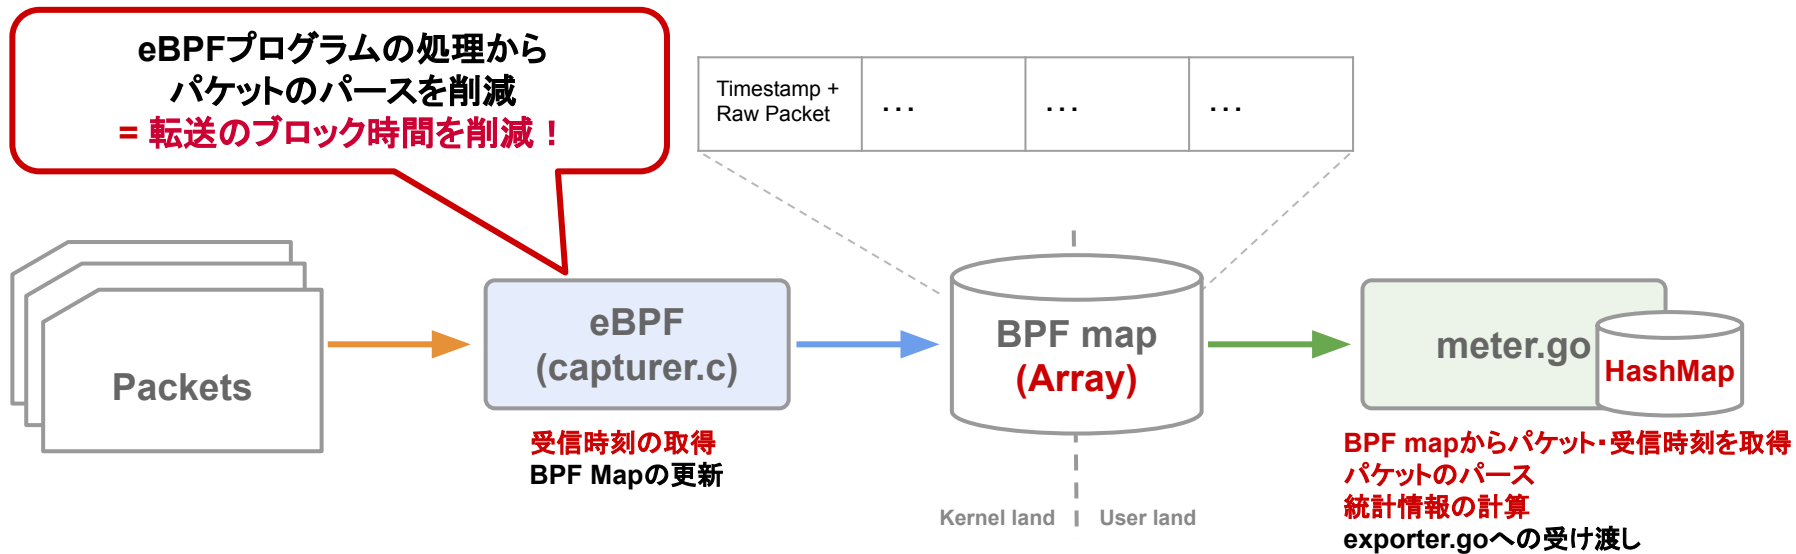 eBPFプログラムの処理から
パケットのパースを削減
= 転送のブロック時間を削減！
Timestamp +
Raw Packet
...
...
...
Packets
eBPF
(capturer.c)
受信時刻の取得
BPF Mapの更新
BPF map
(Array)
Kernel land
User land
meter.go
HashMap
BPF mapからパケット・受信時刻を取得
パケットのパース
統計情報の計算
exporter.goへの受け渡し